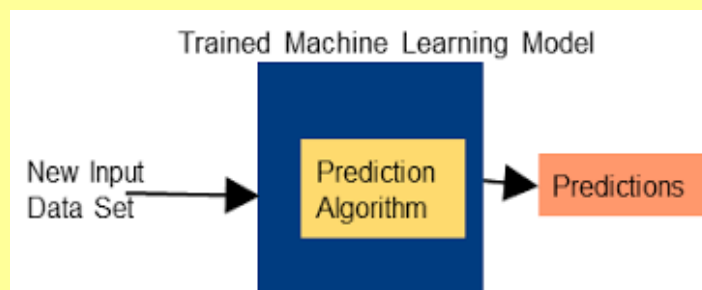 Trained Machine Learning Model
New Input
Data Set
Prediction
Algorithm
Predictions